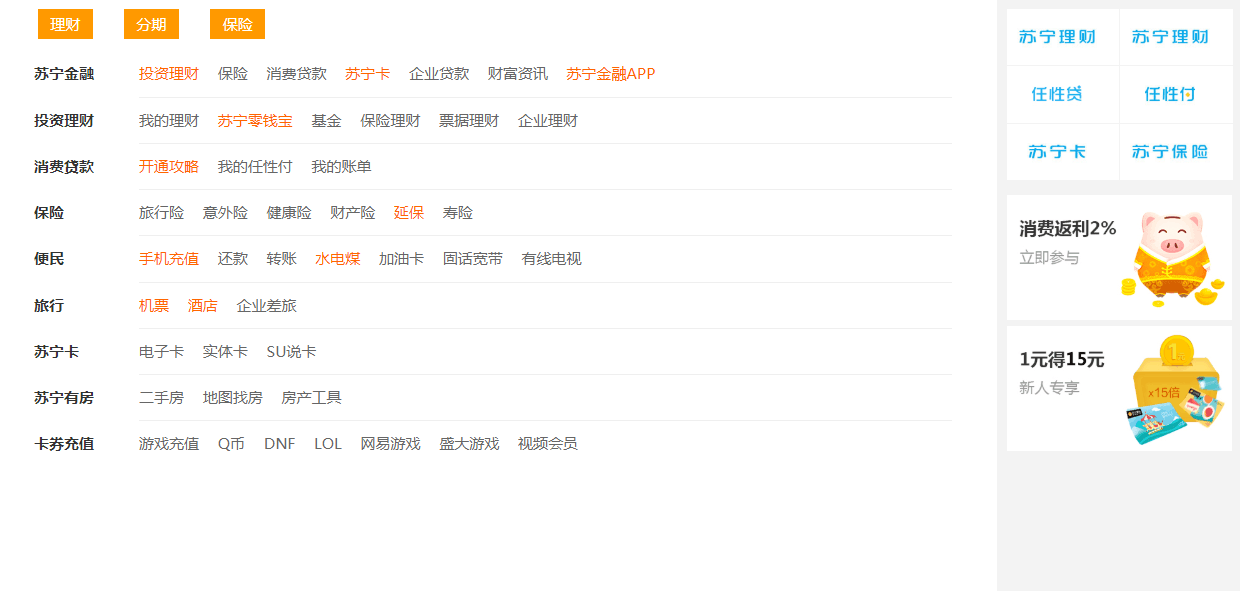 理财 分期 保险
苏宁金融 投资理财 保险 消费贷款 苏宁卡 企业贷款 财富资讯 苏宁金融APP
投资理财 我的理财 苏宁零钱宝 基金 保险理财 票据理财 企业理财
消费贷款 开通攻略 我的任性付 我的账单
保险 旅行险 意外险 健康险 财产险 延保 寿险
便民 手机充值 还款 转账 水电煤 加油卡 固话宽带 有线电视
旅行 机票 酒店 企业差旅
苏宁卡 电子卡 实体卡 SU说卡
苏宁有房 二手房 地图找房 房产工具
卡券充值 游戏充值 Q币 DNF LOL 网易游戏 盛大游戏 视频会员
苏宁理财 苏宁理财
任性贷 任性付
苏宁卡 苏宁保险
消费返利2%
立即参与
1元得15元
新人专享
1
x15倍